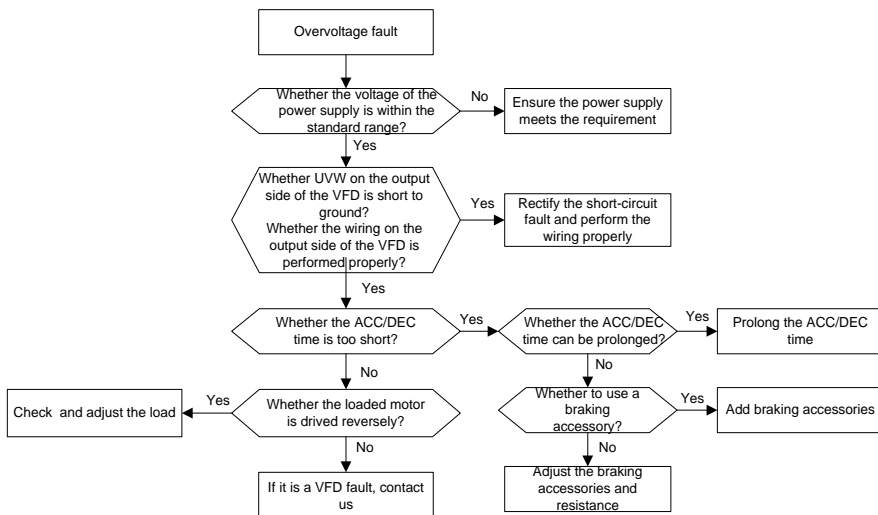 Overvoltage fault
Whether the voltage of the
power supply is within the
standard range?
No
Ensure the power supply
meets the requirement
Yes
Whether UVW on the output
side of the VFD is short to
ground?
Whether the wiring on the
output side of the VFD is
performed properly?
Yes
Rectify the short-circuit
fault and perform the
wiring properly
Yes
Whether the ACC/DEC
time is too short?
Yes
Whether the ACC/DEC
time can be prolonged?
Yes
Prolong the ACC/DEC
time
No
No
Check  and adjust the load
Yes
Whether the loaded motor
is drived reversely?
Whether to use a
braking
accessory?
Yes
Add braking accessories
No
No
If it is a VFD fault, contact
us
Adjust the braking
accessories and
resistance